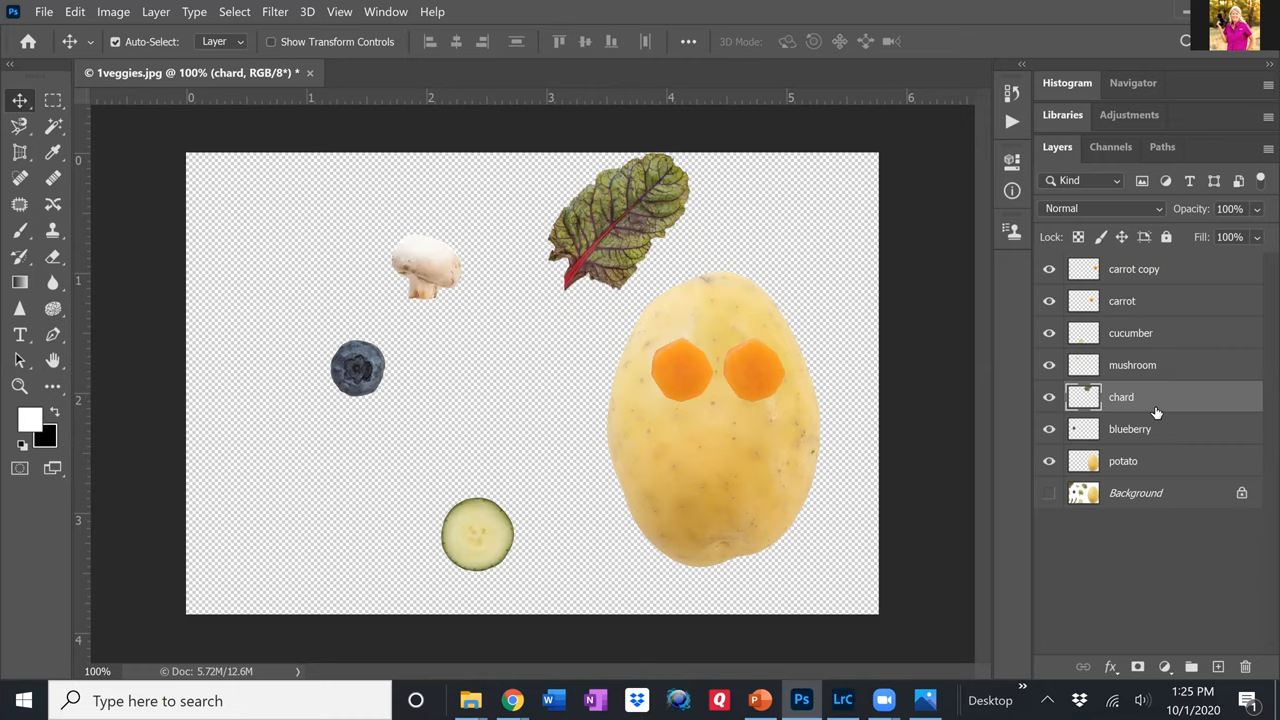 Ps File Edit Image Layer Type Select Filter 3D View Window Help
Auto-Select: Layer Show Transform Controls 3D Mode:
© 1veggies.jpg @ 100% (chard, RGB/8*) * ×
Histogram Navigator
Libraries Adjustments
Layers Channels Paths
Kind
Normal Opacity: 100%
Lock: Fill: 100%
carrot copy
carrot
cucumber
mushroom
chard
blueberry
potato
Background
0 1 2 3 4 5 6
0
1
2
3
4
100% © Doc: 5.72M/12.6M
Type here to search
Desktop
1:25 PM
10/1/2020
Ps LrC